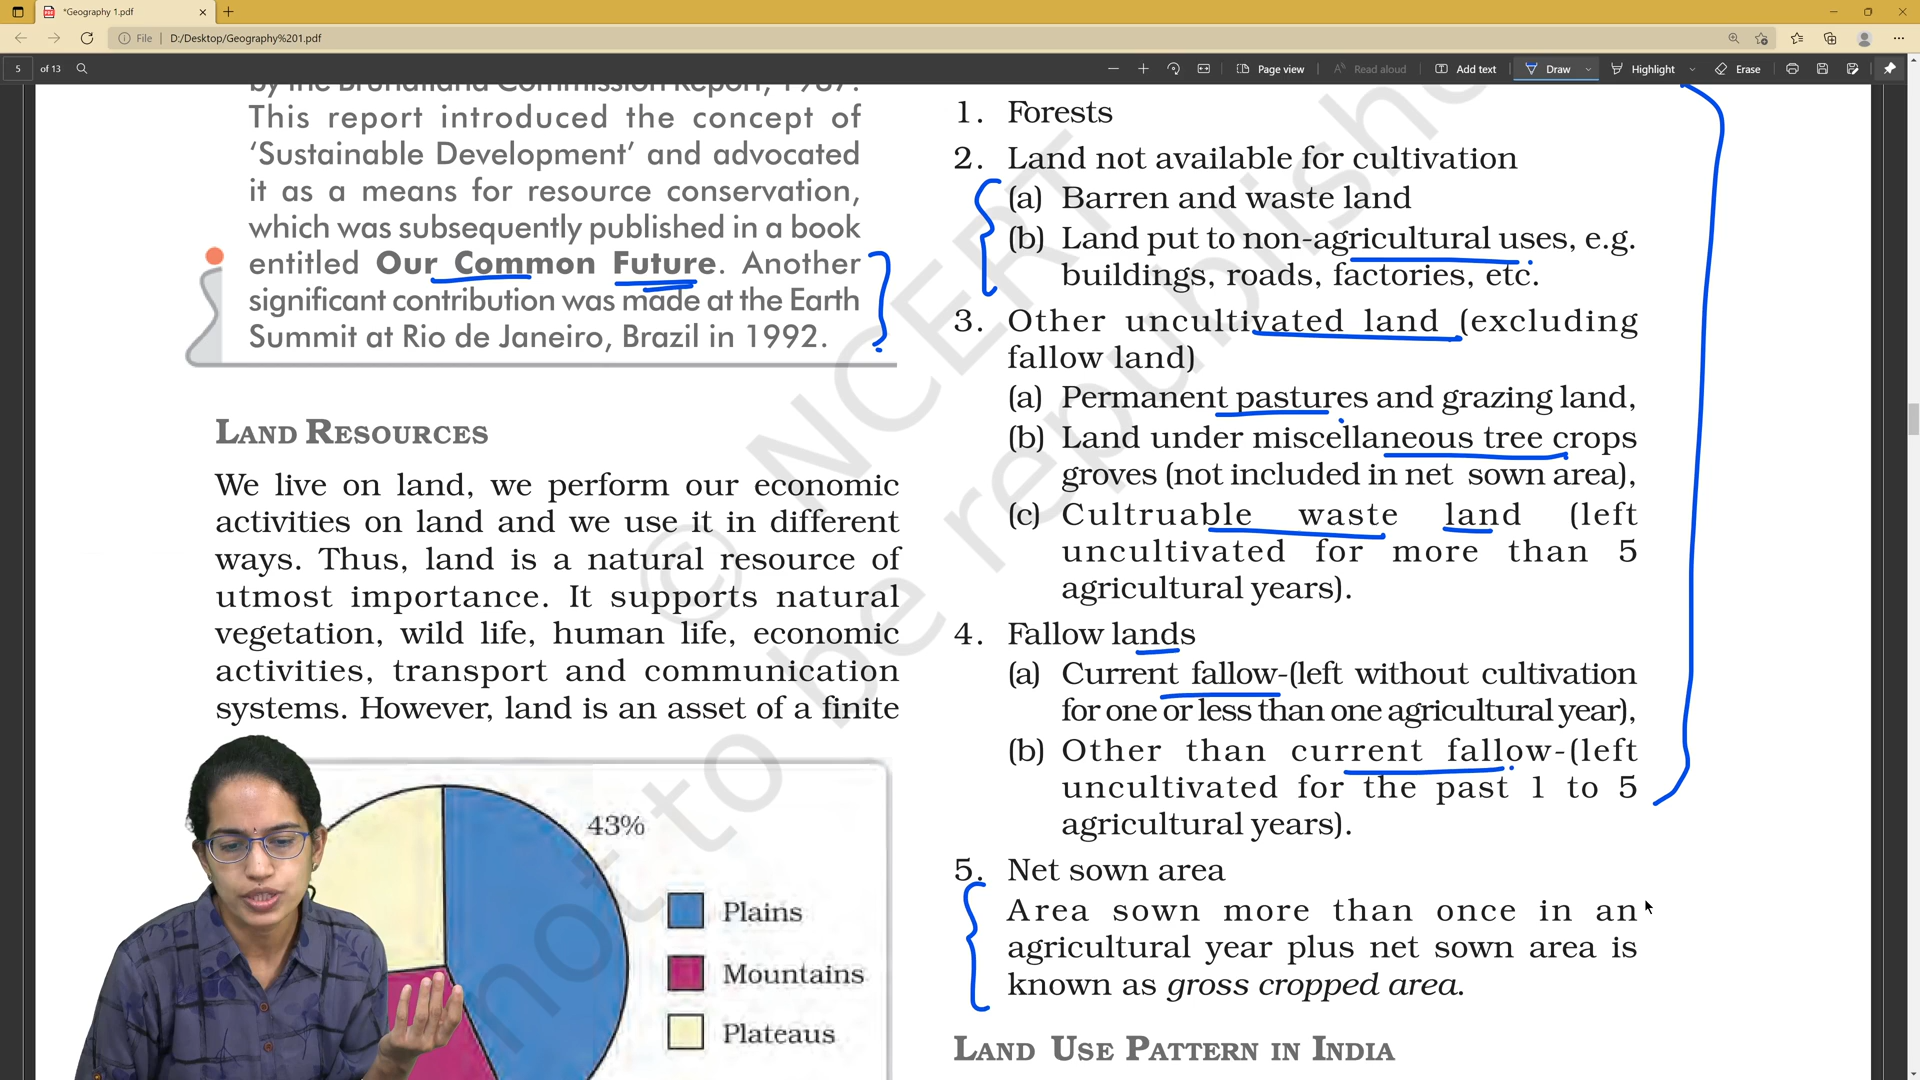 *Geography 1.pdf
File
D:/Desktop/Geography%201.pdf
5 of 13
Page view
Read aloud
Add text
Draw
Highlight
Erase
by the Brundtland Commission Report, 1987.
This report introduced the concept of
‘Sustainable Development’ and advocated
it as a means for resource conservation,
which was subsequently published in a book
entitled Our Common Future. Another
significant contribution was made at the Earth
Summit at Rio de Janeiro, Brazil in 1992.
LAND RESOURCES
We live on land, we perform our economic
activities on land and we use it in different
ways. Thus, land is a natural resource of
utmost importance. It supports natural
vegetation, wild life, human life, economic
activities, transport and communication
systems. However, land is an asset of a finite
43%
Plains
Mountains
Plateaus
1. Forests
2. Land not available for cultivation
(a) Barren and waste land
(b) Land put to non-agricultural uses, e.g.
buildings, roads, factories, etc.
3. Other uncultivated land (excluding
fallow land)
(a) Permanent pastures and grazing land,
(b) Land under miscellaneous tree crops
groves (not included in net sown area),
(c) Cultruable waste land (left
uncultivated for more than 5
agricultural years).
4. Fallow lands
(a) Current fallow-(left without cultivation
for one or less than one agricultural year),
(b) Other than current fallow-(left
uncultivated for the past 1 to 5
agricultural years).
5. Net sown area
Area sown more than once in an
agricultural year plus net sown area is
known as gross cropped area.
LAND USE PATTERN IN INDIA
© NCERT
not to be republishe